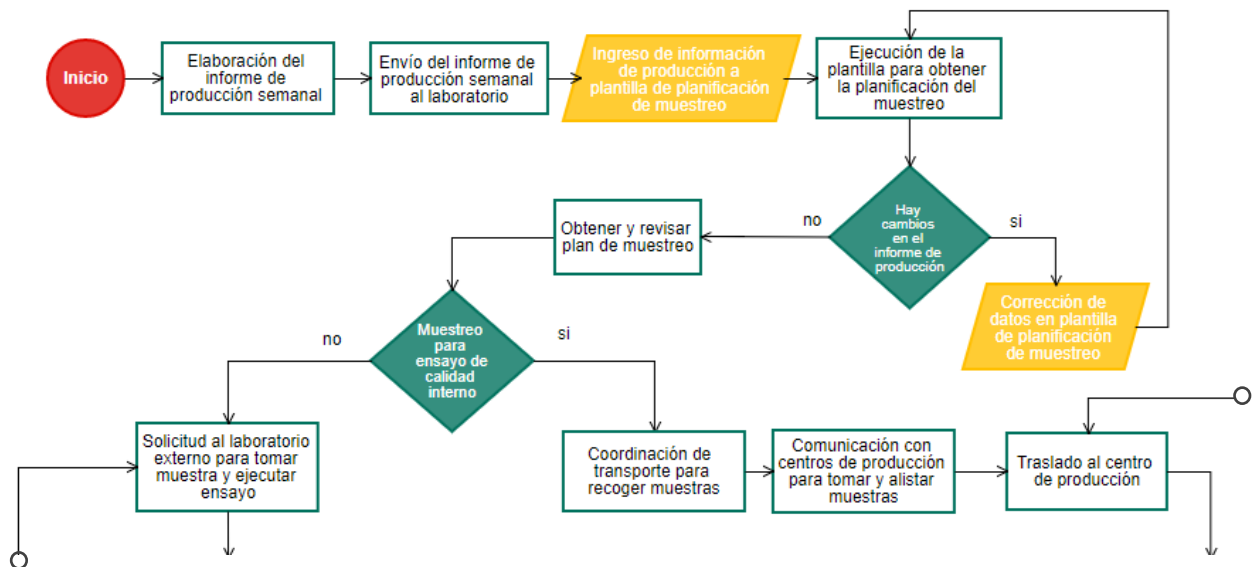 Inicio
Elaboración del
informe de
producción semanal
Envío del informe de
producción semanal
al laboratorio
Ingreso de información
de producción a
plantilla de planificación
de muestreo
Ejecución de la
plantilla para obtener
la planificación del
muestreo
Hay
cambios
en el
informe de
producción
no
si
Obtener y revisar
plan de muestreo
Corrección de
datos en plantilla
de planificación
de muestreo
Muestreo
para
ensayo de
calidad
interno
no
si
Solicitud al laboratorio
externo para tomar
muestra y ejecutar
ensayo
Coordinación de
transporte para
recoger muestras
Comunicación con
centros de producción
para tomar y alistar
muestras
Traslado al centro
de producción